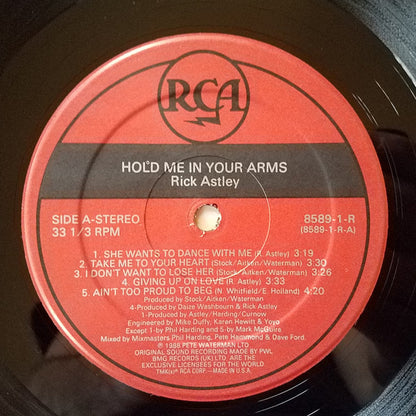 RCA
HOLD ME IN YOUR ARMS
Rick Astley
SIDE A-STEREO
33 1/3 RPM
8589-1-R
(8589-1-R-A)
1. SHE WANTS TO DANCE WITH ME (R. Astley) 3:19
2. TAKE ME TO YOUR HEART (Stock/Aitken/Waterman) 3:30
3. I DON'T WANT TO LOSE HER (Stock/Aitken/Waterman) 3:26
4. GIVING UP ON LOVE (R. Astley) 3:33
5. AIN'T TOO PROUD TO BEG (N. Whitfield/E. Holland) 4:20
Produced by Stock/Aitken/Waterman
4-Produced by Daize Washbourn & Rick Astley
1-Produced by Astley/Harding/Curnow
Engineered by Mike Duffy, Karen Hewitt & Yoyo
Except 1-by Phil Harding and 5-by Mark McGuire
Mixed by Mixmasters Phil Harding, Pete Hammond & Dave Ford.
℗ 1988 PETE WATERMAN LTD
ORIGINAL SOUND RECORDING MADE BY PWL
BMG RECORDS (UK) LTD. ARE THE
EXCLUSIVE LICENSEES FOR THE WORLD
TMK(s) ® RCA CORP.—MADE IN U.S.A.